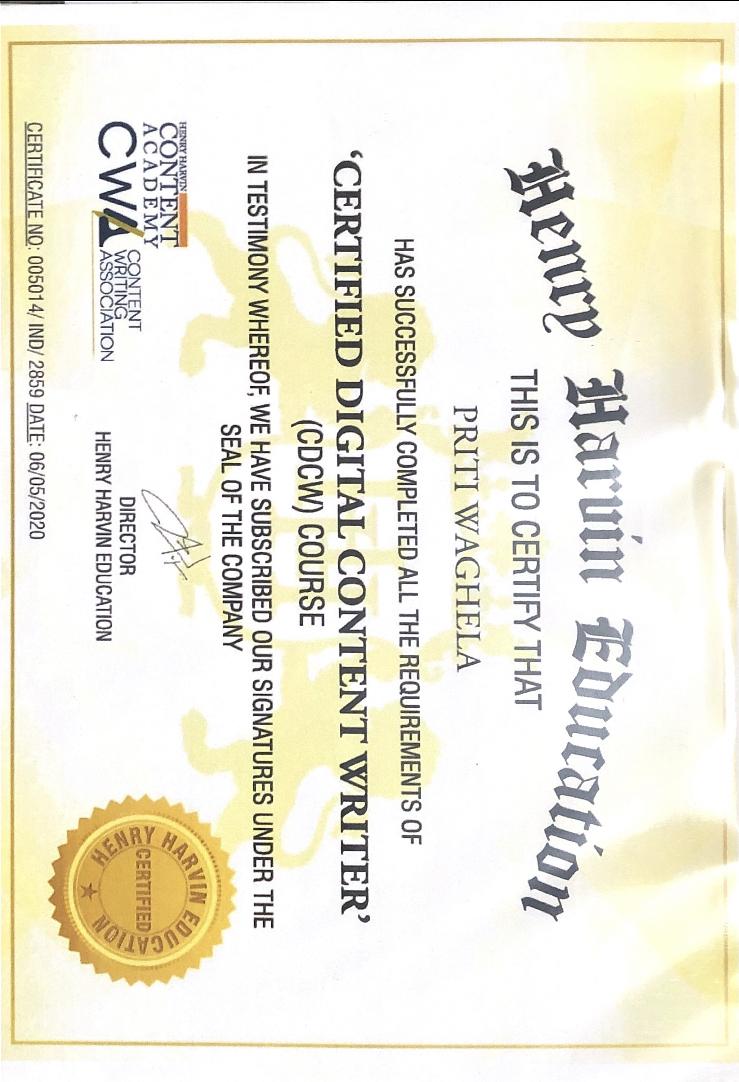 Henry Harvin Education
THIS IS TO CERTIFY THAT
PRITI WAGHELA
HAS SUCCESSFULLY COMPLETED ALL THE REQUIREMENTS OF
‘CERTIFIED DIGITAL CONTENT WRITER’
(CDCW) COURSE
IN TESTIMONY WHEREOF, WE HAVE SUBSCRIBED OUR SIGNATURES UNDER THE
SEAL OF THE COMPANY
HENRY HARVIN
CONTENT
ACADEMY
CWA
CONTENT
WRITING
ASSOCIATION
DIRECTOR
HENRY HARVIN EDUCATION
HENRY HARVIN EDUCATION
CERTIFIED
CERTIFICATE NO: 005014/ IND/ 2859 DATE: 06/05/2020